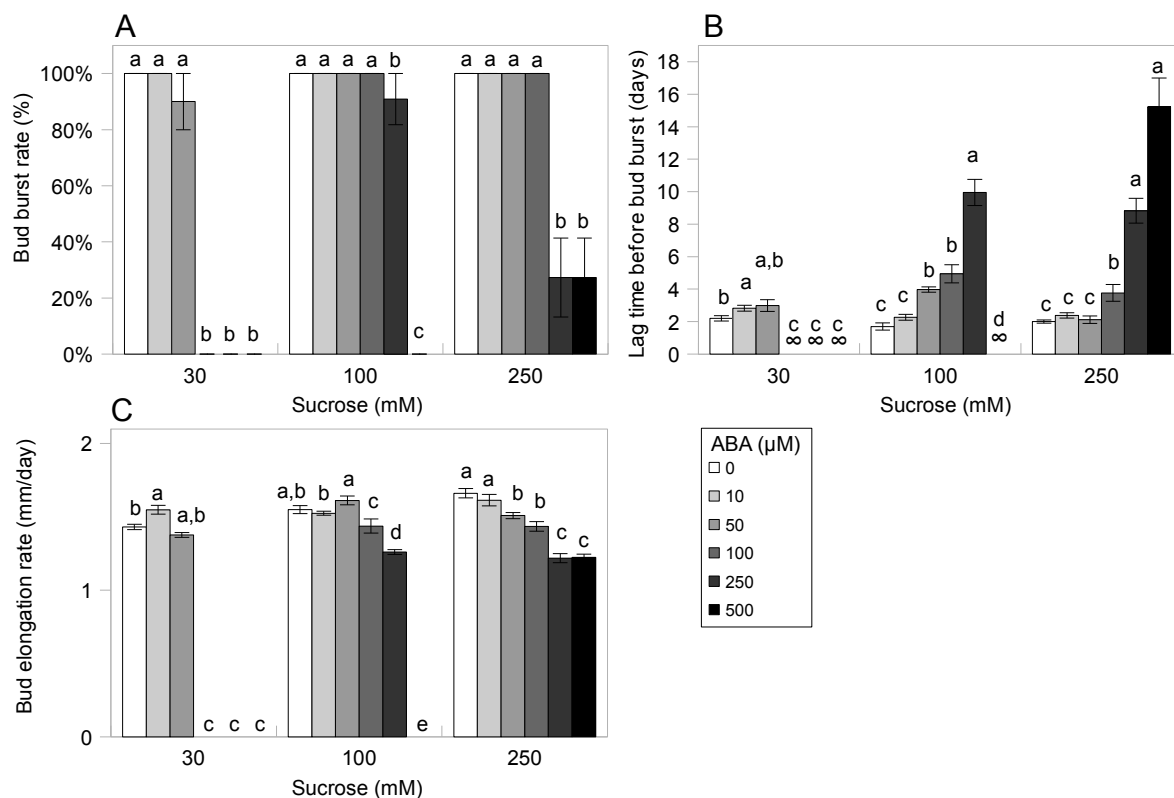 A
Bud burst rate (%)
100%
80%
60%
40%
20%
0%
a a a b b b
a a a a b c
a a a a b b
30 100 250
Sucrose (mM)
B
Lag time before bud burst (days)
18
16
14
12
10
8
6
4
2
0
b a a,b c c c
∞ ∞ ∞
c c b b a d
∞
c c c b a a
30 100 250
Sucrose (mM)
C
Bud elongation rate (mm/day)
2
1
0
b a a,b c c c
a,b b a c d e
a a b b c c
30 100 250
Sucrose (mM)
ABA (µM)
0
10
50
100
250
500